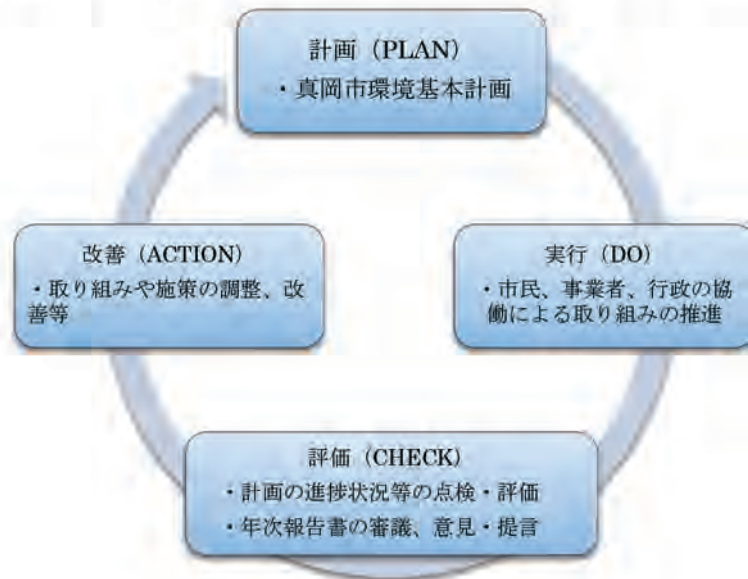 計画（PLAN）
・真岡市環境基本計画
改善（ACTION）
・取り組みや施策の調整、改
善等
実行（DO）
・市民、事業者、行政の協
働による取り組みの推進
評価（CHECK）
・計画の進捗状況等の点検・評価
・年次報告書の審議、意見・提言